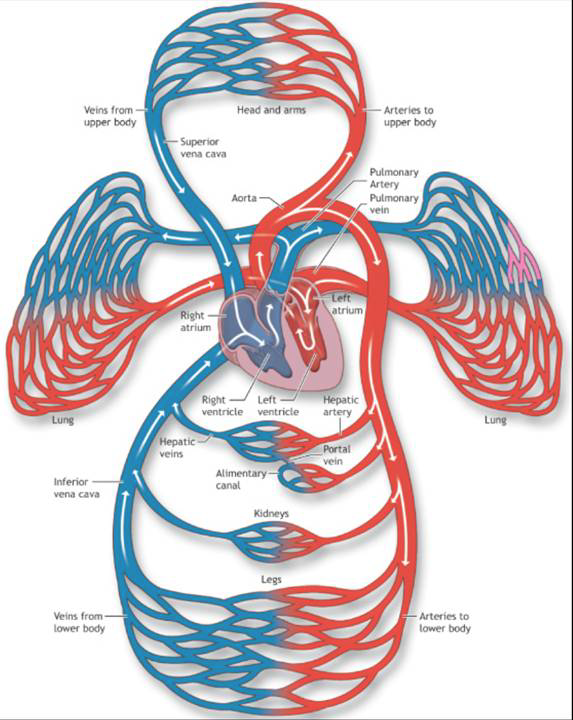 Veins from
upper body
Head and arms
Arteries to
upper body
Superior
vena cava
Pulmonary
Artery
Aorta
Pulmonary
vein
Right
atrium
Left
atrium
Right
ventricle
Left
ventricle
Hepatic
artery
Lung
Lung
Hepatic
veins
Portal
vein
Alimentary
canal
Inferior
vena cava
Kidneys
Legs
Veins from
lower body
Arteries to
lower body